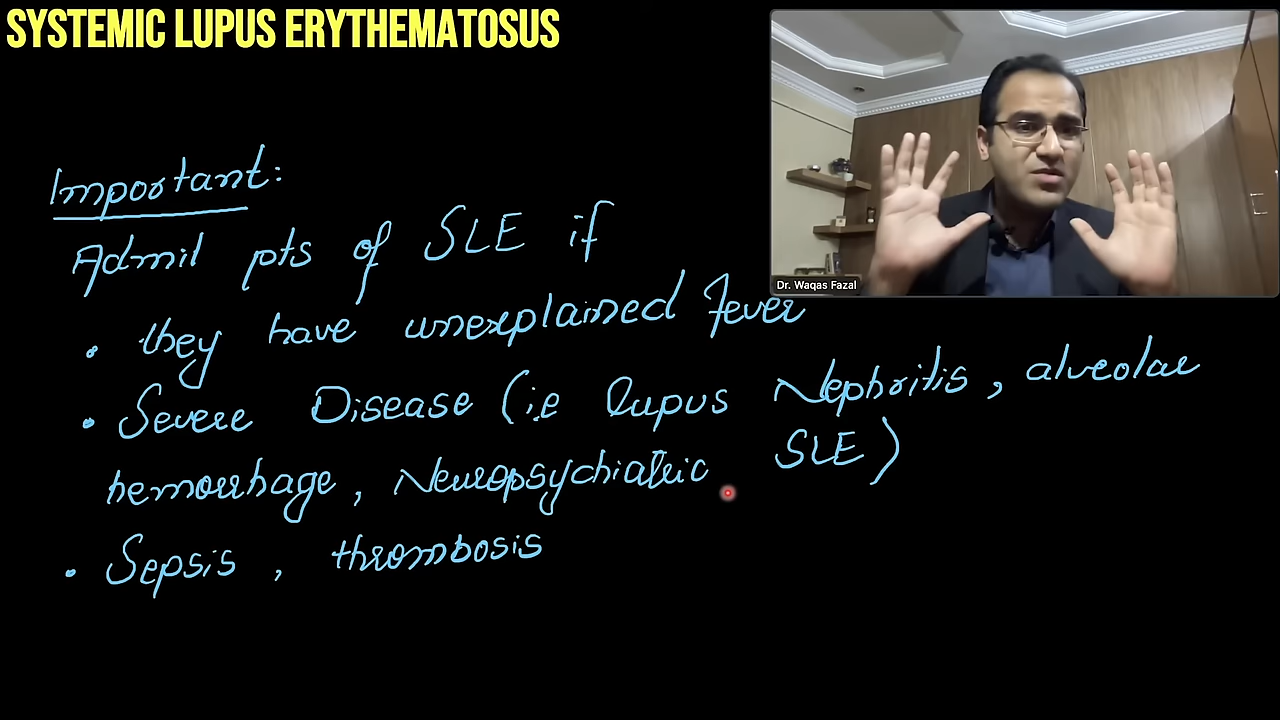 SYSTEMIC LUPUS ERYTHEMATOSUS
Dr. Waqas Fazal
Important:
Admit pts of SLE if
• they have unexplained fever
• Severe Disease (i.e lupus Nephritis, alveolar
hemorrhage, Neuropsychiatric SLE)
• Sepsis, thrombosis